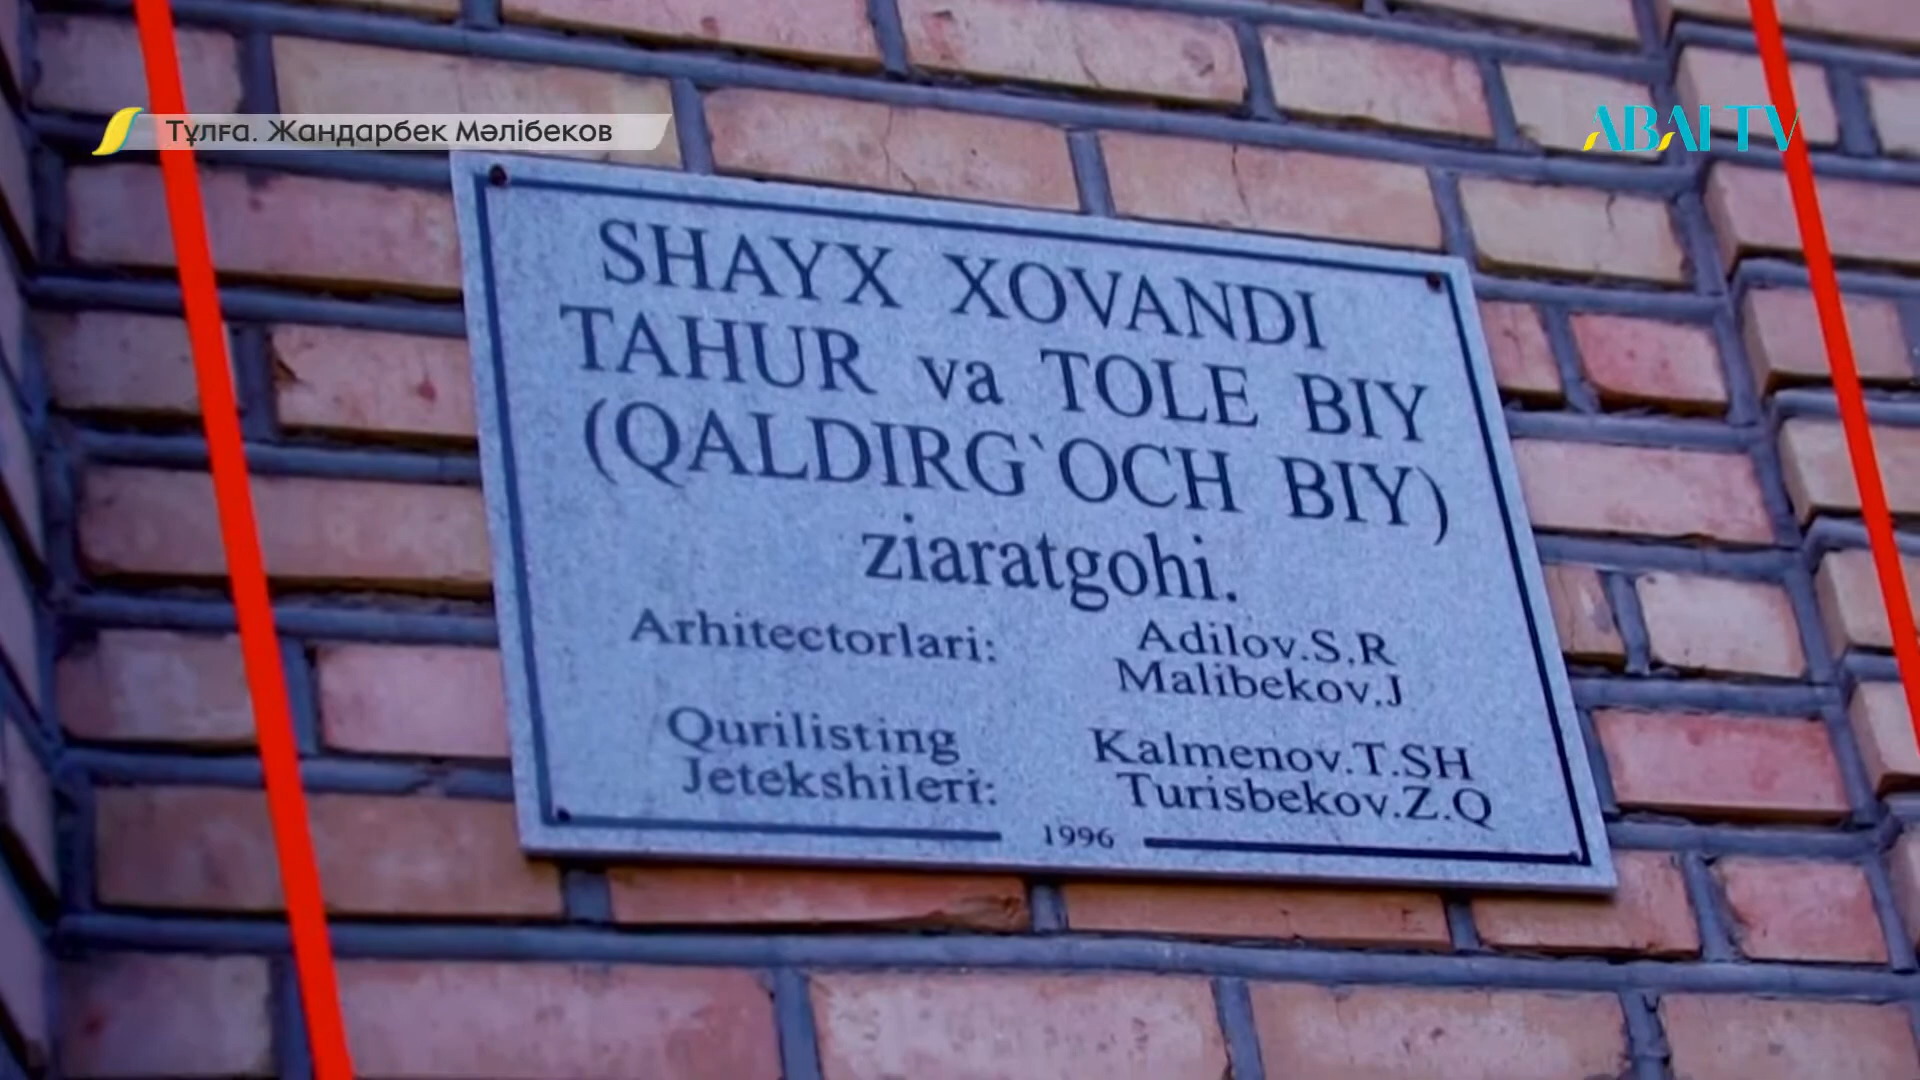 Тұлға. Жандарбек Мәлібеков
ABAI TV
SHAYX XOVANDI
TAHUR va TOLE BIY
(QALDIRG`OCH BIY)
ziaratgohi.
Arhitectorlari: Adilov.S.R
Malibekov.J
Qurilisting Kalmenov.T.SH
Jetekshileri: Turisbekov.Z.Q
1996